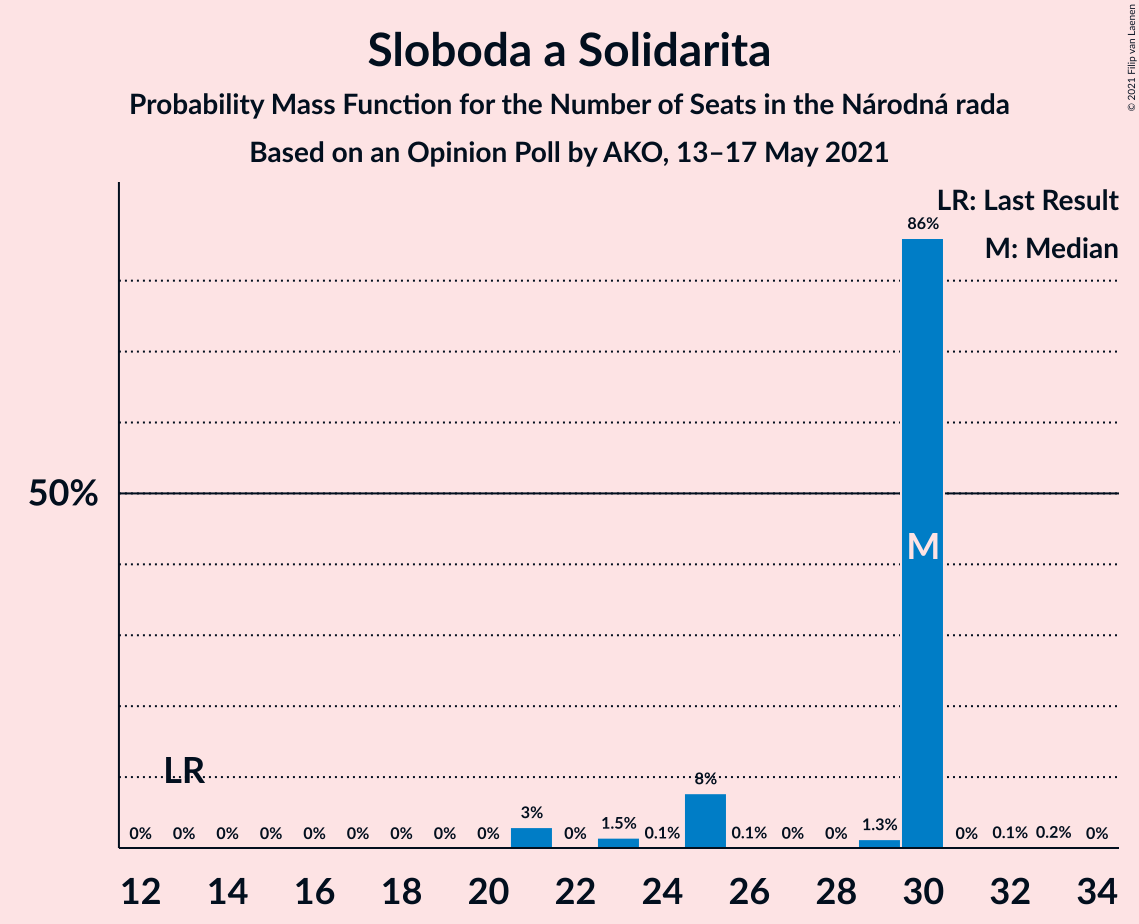 Sloboda a Solidarita
Probability Mass Function for the Number of Seats in the Národná rada
Based on an Opinion Poll by AKO, 13–17 May 2021
© 2021 Filip van Laenen
LR: Last Result
M: Median
86%
50%
M
LR
8%
3%
1.5%
1.3%
0% 0% 0% 0% 0% 0% 0% 0% 0% 0% 0.1% 0.1% 0% 0% 0% 0.1% 0.2% 0%
12 14 16 18 20 22 24 26 28 30 32 34